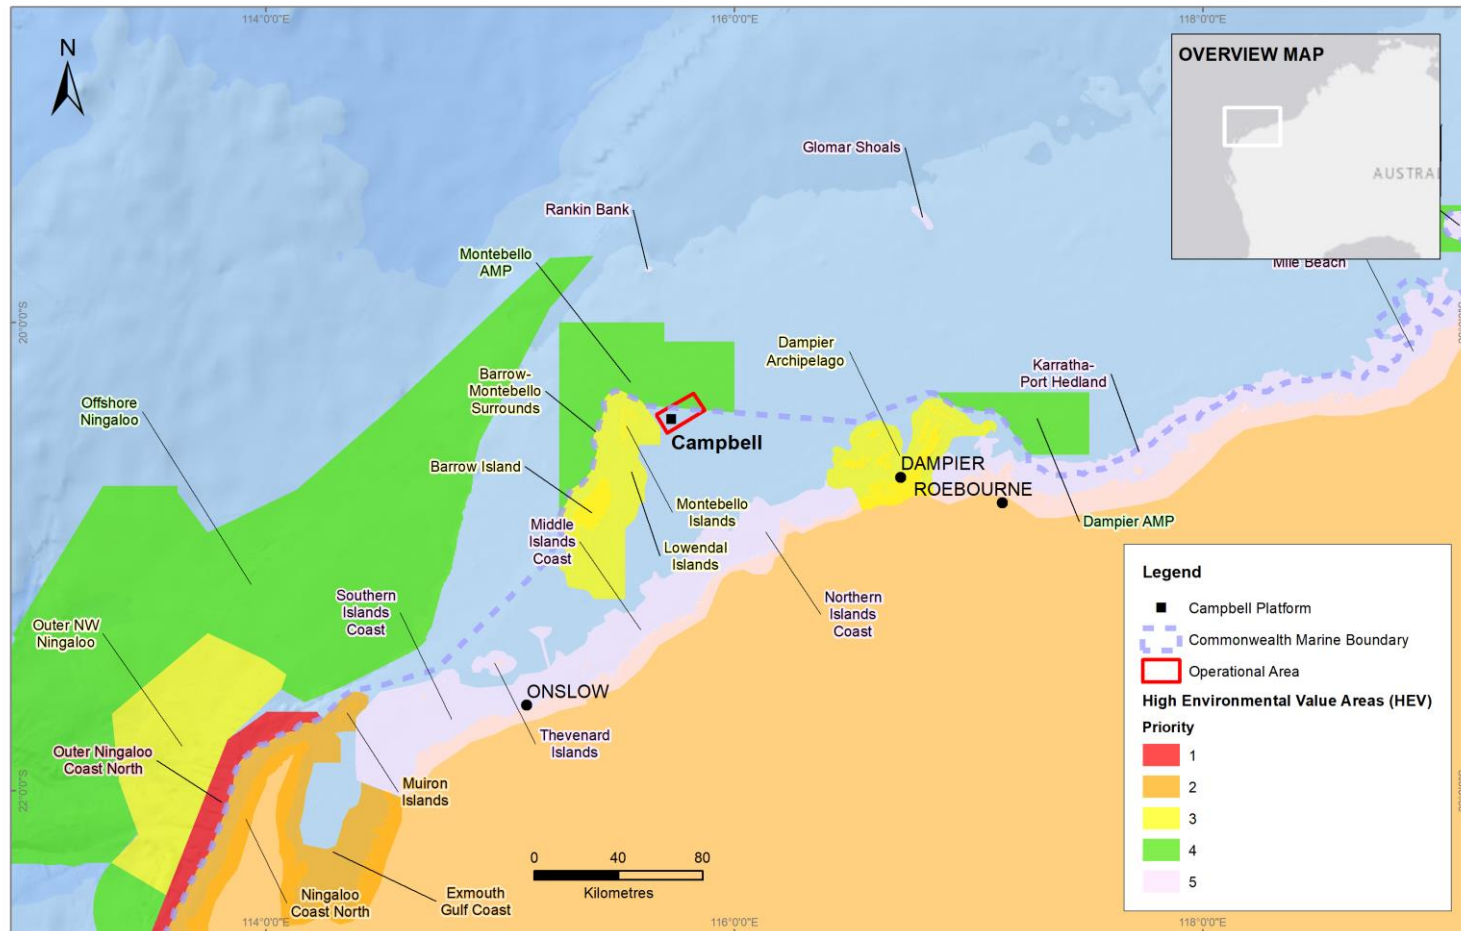 114°0'0"E
116°0'0"E
118°0'0"E
N
OVERVIEW MAP
AUSTRA
Glomar Shoals
Rankin Bank
Montebello
AMP
Mile Beach
20°0'0"S
Dampier
Archipelago
Barrow-
Montebello
Surrounds
Karratha-
Port Hedland
Offshore
Ningaloo
Campbell
Barrow Island
DAMPIER
ROEBOURNE
Montebello
Islands
Middle
Islands
Coast
Dampier AMP
Lowendal
Islands
Southern
Islands
Coast
Northern
Islands
Coast
Outer NW
Ningaloo
ONSLOW
Thevenard
Islands
Outer Ningaloo
Coast North
Muiron
Islands
22°0'0"S
Ningaloo
Coast North
Exmouth
Gulf Coast
0 40 80
Kilometres
Legend
Campbell Platform
Commonwealth Marine Boundary
Operational Area
High Environmental Value Areas (HEV)
Priority
1
2
3
4
5
114°0'0"E
116°0'0"E
118°0'0"E